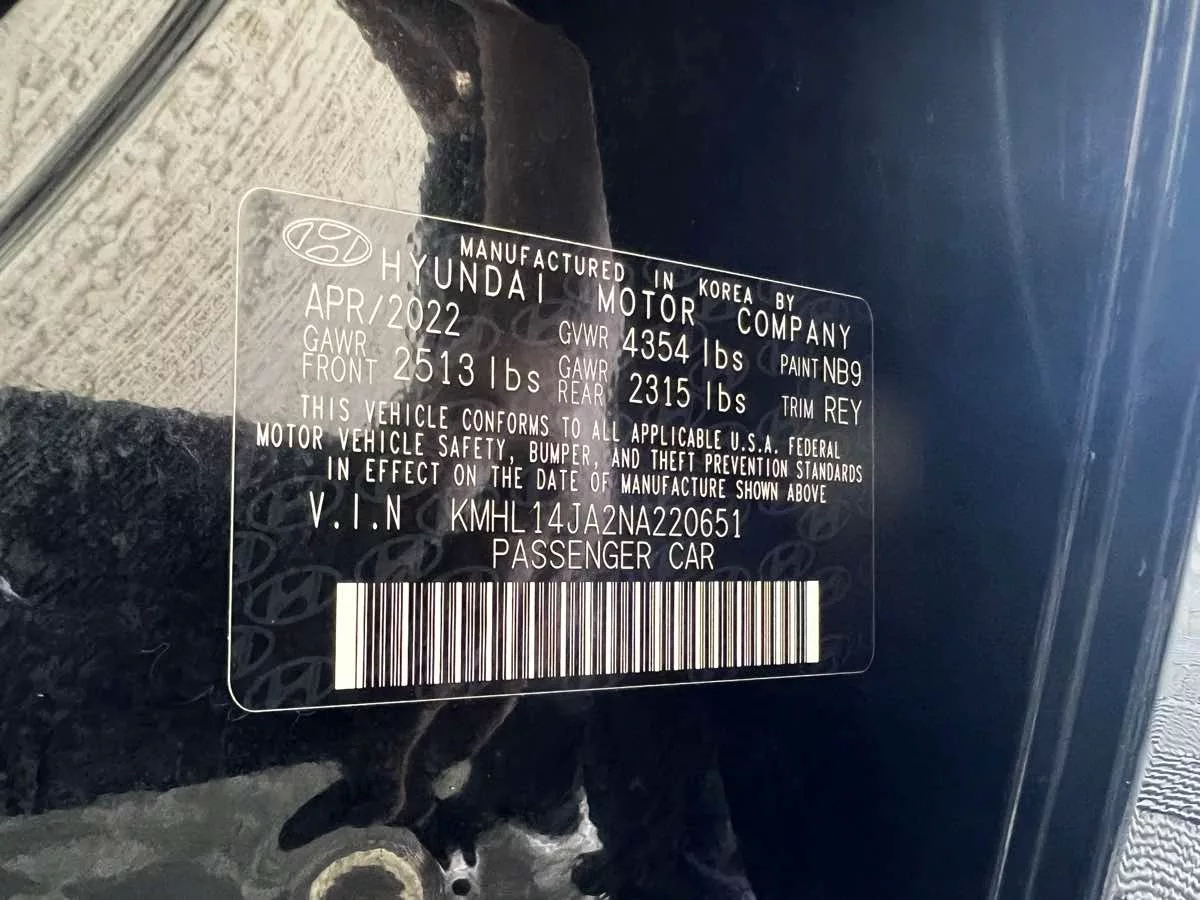 MANUFACTURED IN KOREA BY
HYUNDAI MOTOR COMPANY
APR/2022 GVWR 4354 lbs PAINT NB9
GAWR FRONT 2513 lbs GAWR REAR 2315 lbs TRIM REY
THIS VEHICLE CONFORMS TO ALL APPLICABLE U.S.A. FEDERAL
MOTOR VEHICLE SAFETY, BUMPER, AND THEFT PREVENTION STANDARDS
IN EFFECT ON THE DATE OF MANUFACTURE SHOWN ABOVE
V.I.N KMHL14JA2NA220651
PASSENGER CAR